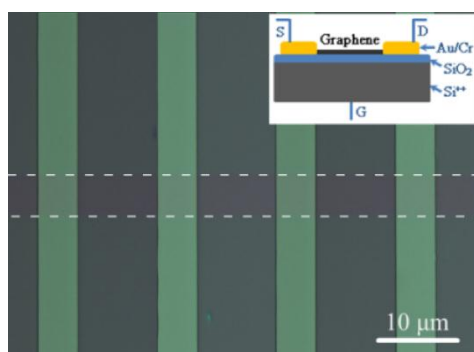 S
D
Graphene
Au/Cr
SiO₂
Si⁺⁺
G
10 μm